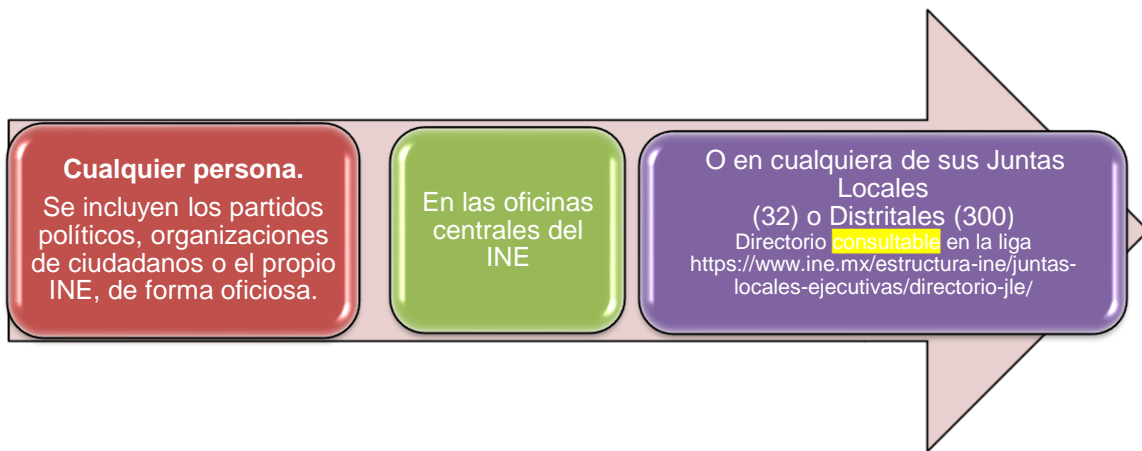 Cualquier persona.
Se incluyen los partidos
políticos, organizaciones
de ciudadanos o el propio
INE, de forma oficiosa.
En las oficinas
centrales del
INE
O en cualquiera de sus Juntas
Locales
(32) o Distritales (300)
Directorio consultable en la liga
https://www.ine.mx/estructura-ine/juntas-
locales-ejecutivas/directorio-jle/